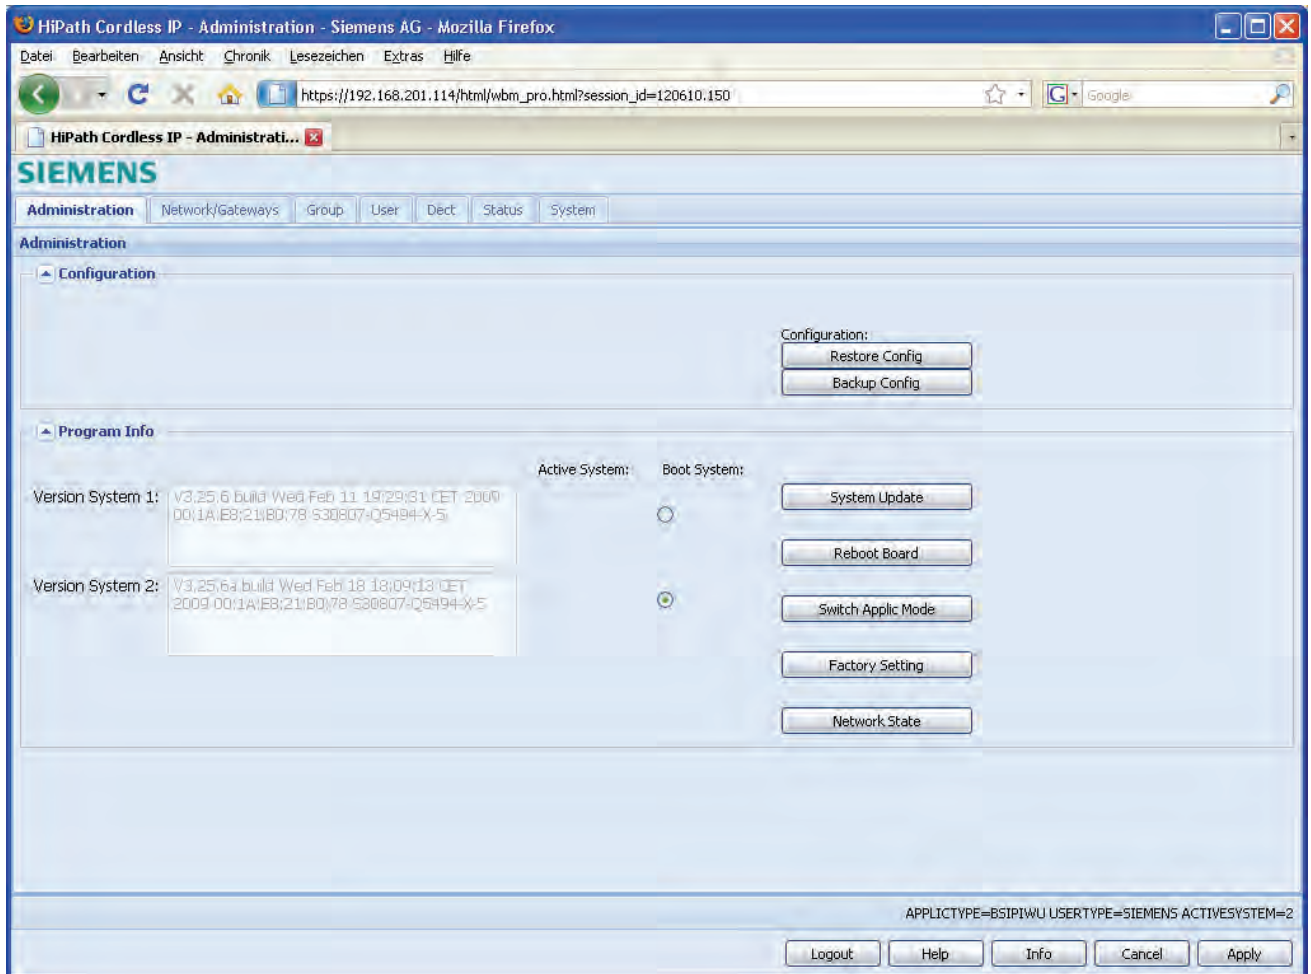 HiPath Cordless IP - Administration - Siemens AG - Mozilla Firefox
Datei Bearbeiten Ansicht Chronik Lesezeichen Extras Hilfe
https://192.168.201.114/html/wbm_pro.html?session_id=120610.150
G Google
HiPath Cordless IP - Administrati...
SIEMENS
Administration Network/Gateways Group User Dect Status System
Administration
Configuration
Configuration:
Restore Config
Backup Config
Program Info
Active System: Boot System:
Version System 1: V3.25.6 build Wed Feb 11 19:29:31 CET 2009
00:1A:E8:21:B0:78 S30807-Q5494-X-5
System Update
Reboot Board
Version System 2: V3.25.6a build Wed Feb 18 18:09:13 CET
2009 00:1A:E8:21:B0:78 S30807-Q5494-X-5
Switch Applic Mode
Factory Setting
Network State
APPLICTYPE=BSIPIWU USERTYPE=SIEMENS ACTIVESYSTEM=2
Logout Help Info Cancel Apply